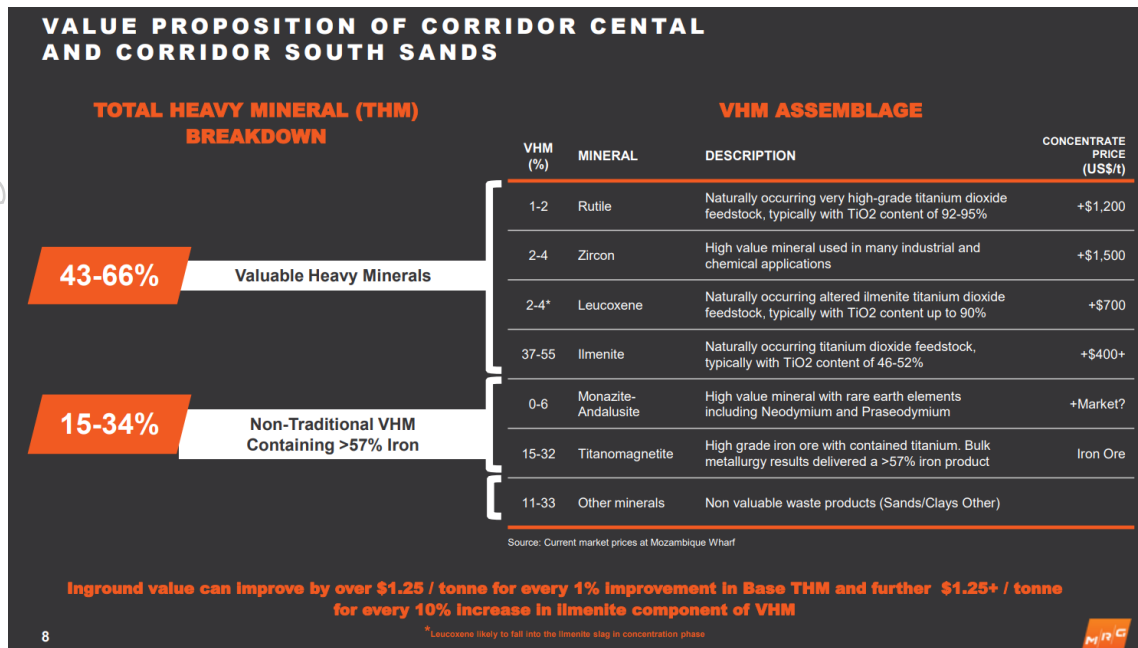 VALUE PROPOSITION OF CORRIDOR CENTAL
AND CORRIDOR SOUTH SANDS
TOTAL HEAVY MINERAL (THM)
BREAKDOWN
43-66%
Valuable Heavy Minerals
15-34%
Non-Traditional VHM
Containing >57% Iron
VHM ASSEMBLAGE
VHM
(%)
MINERAL
DESCRIPTION
CONCENTRATE
PRICE
(US$/t)
1-2
Rutile
Naturally occurring very high-grade titanium dioxide
feedstock, typically with TiO2 content of 92-95%
+$1,200
2-4
Zircon
High value mineral used in many industrial and
chemical applications
+$1,500
2-4*
Leucoxene
Naturally occurring altered ilmenite titanium dioxide
feedstock, typically with TiO2 content up to 90%
+$700
37-55
Ilmenite
Naturally occurring titanium dioxide feedstock,
typically with TiO2 content of 46-52%
+$400+
0-6
Monazite-
Andalusite
High value mineral with rare earth elements
including Neodymium and Praseodymium
+Market?
15-32
Titanomagnetite
High grade iron ore with contained titanium. Bulk
metallurgy results delivered a >57% iron product
Iron Ore
11-33
Other minerals
Non valuable waste products (Sands/Clays Other)
Source: Current market prices at Mozambique Wharf
Inground value can improve by over $1.25 / tonne for every 1% improvement in Base THM and further $1.25+ / tonne
for every 10% increase in ilmenite component of VHM
*Leucoxene likely to fall into the ilmenite slag in concentration phase
8
MRG